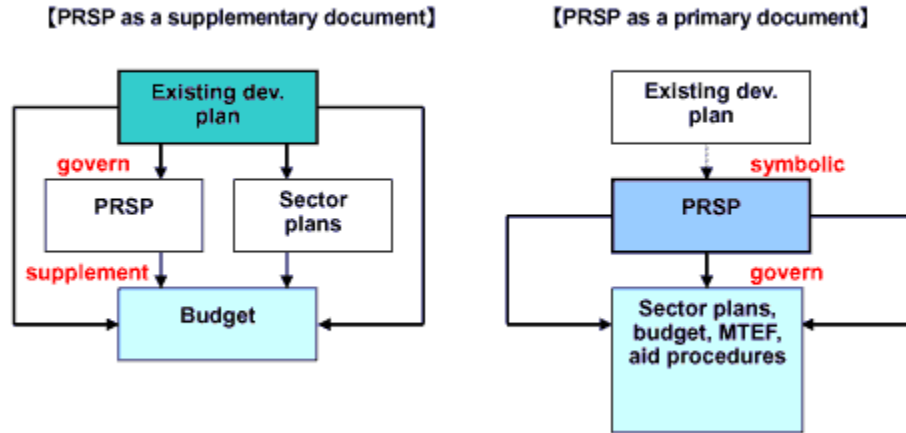 【PRSP as a supplementary document】
Existing dev.
plan
govern
PRSP
Sector
plans
supplement
Budget
【PRSP as a primary document】
Existing dev.
plan
symbolic
PRSP
govern
Sector plans,
budget, MTEF,
aid procedures